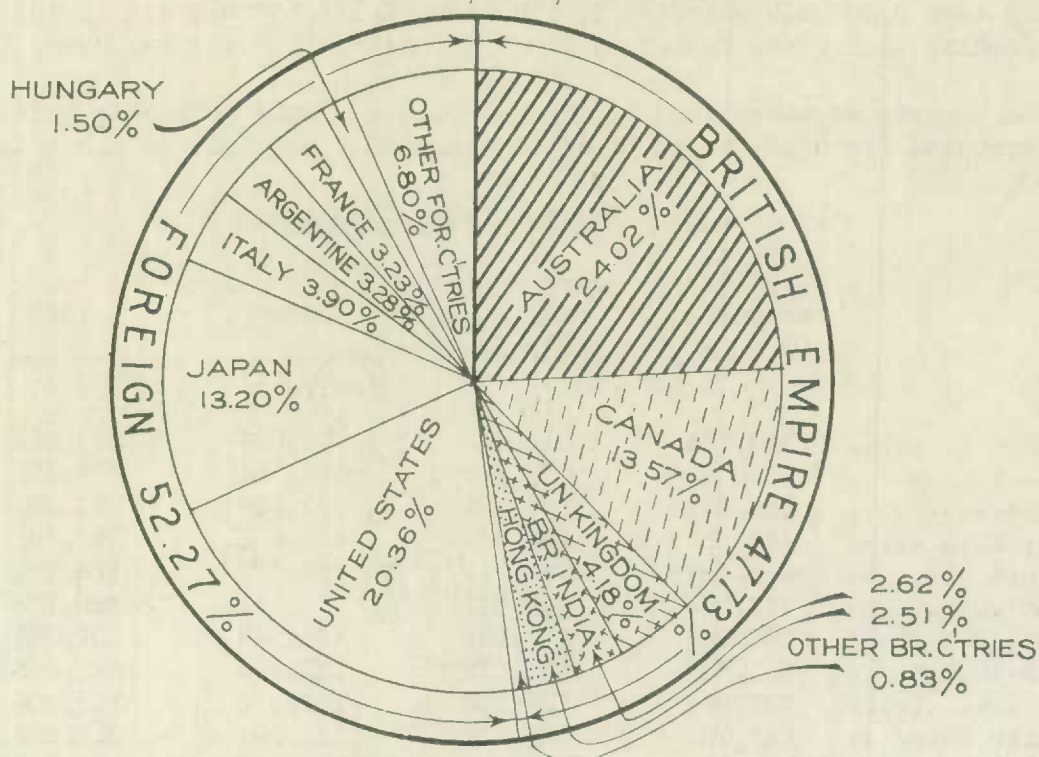 HUNGARY
1.50%
OTHER FOR.C'TRIES
6.80%
FRANCE 3.23%
ARGENTINE 3.28%
ITALY 3.90%
JAPAN
13.20%
UNITED STATES
20.36%
FOREIGN 52.27%
BRITISH EMPIRE 47.73%
AUSTRALIA
24.02%
CANADA
13.57%
UN. KINGDOM
4.18%
BR. INDIA
HONG KONG
2.62%
2.51%
OTHER BR. C'TRIES
0.83%